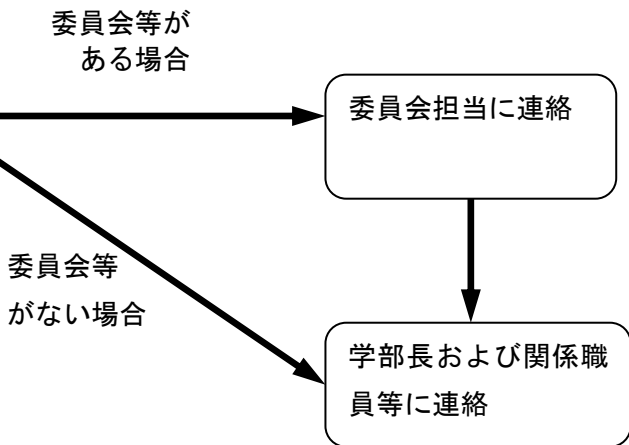 委員会等が
ある場合
委員会担当に連絡
委員会等
がない場合
学部長および関係職
員等に連絡